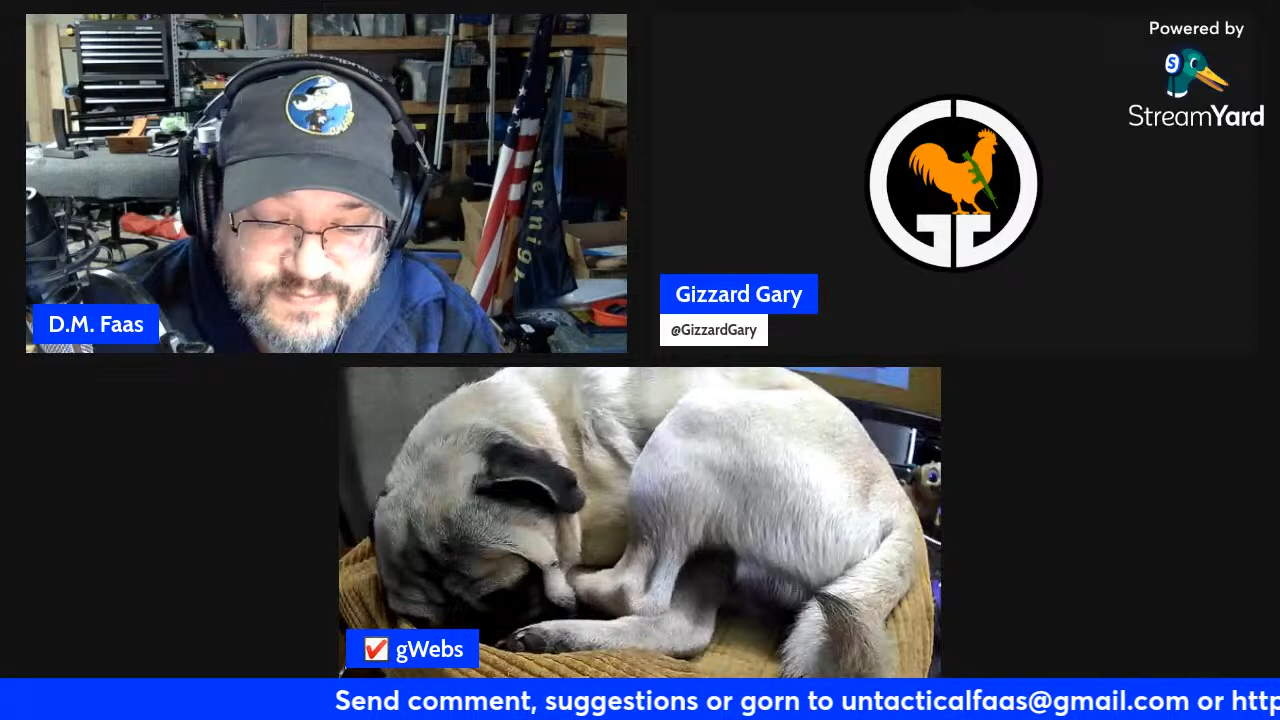 D.M. Faas
Powered by
StreamYard
Gizzard Gary
@GizzardGary
gWebs
Send comment, suggestions or gorn to untacticalfaas@gmail.com or http